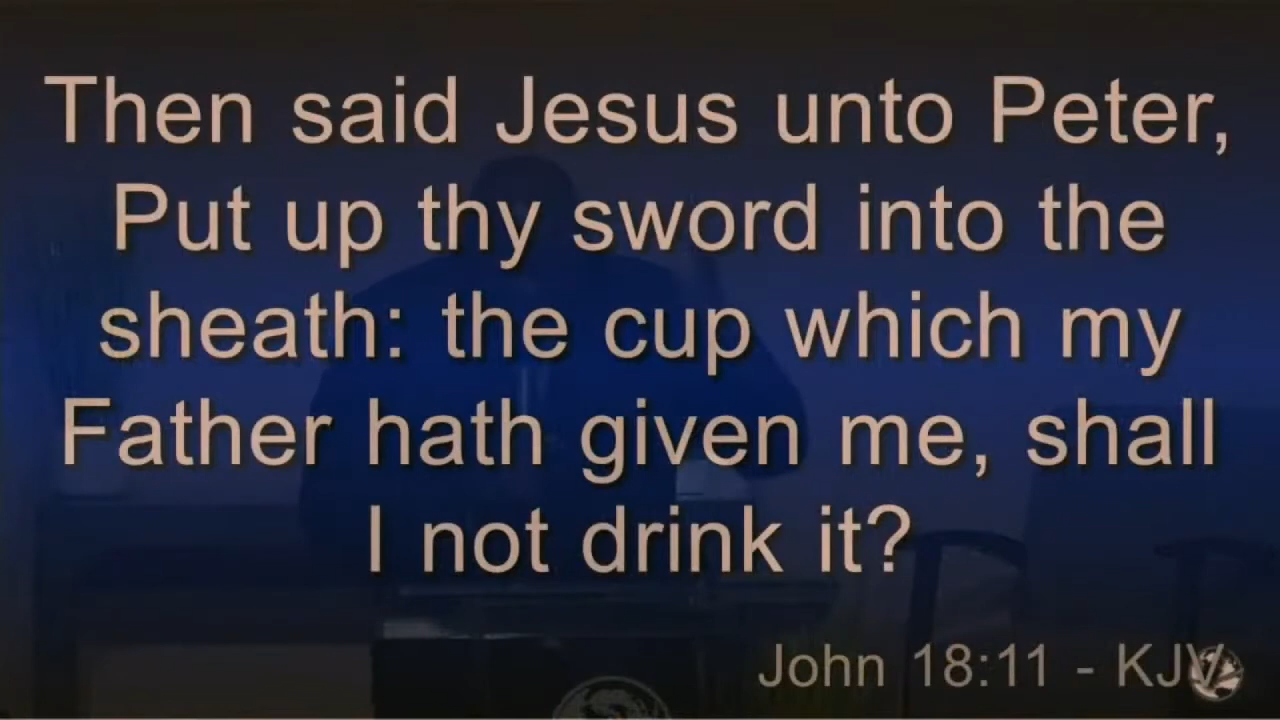 Then said Jesus unto Peter,
Put up thy sword into the
sheath: the cup which my
Father hath given me, shall
I not drink it?
John 18:11 - KJV